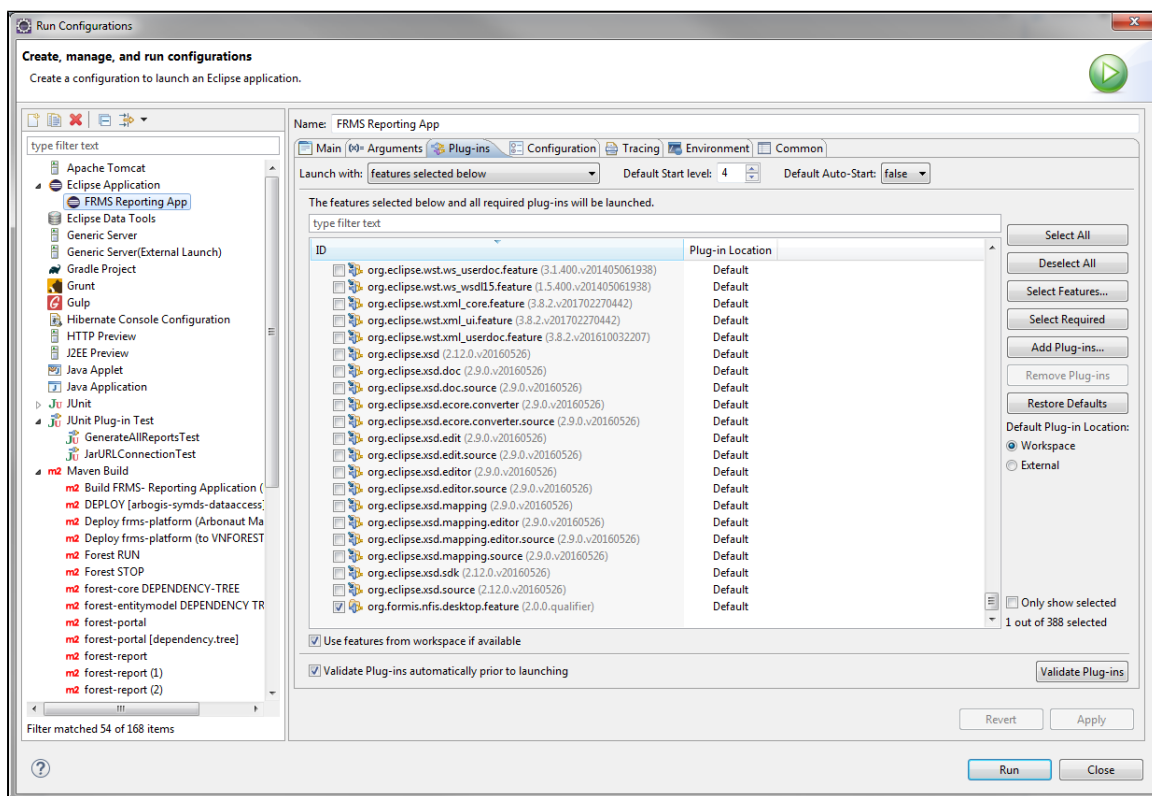 Run Configurations
Create, manage, and run configurations
Create a configuration to launch an Eclipse application.
type filter text
Apache Tomcat
Eclipse Application
FRMS Reporting App
Eclipse Data Tools
Generic Server
Generic Server(External Launch)
Gradle Project
Grunt
Gulp
Hibernate Console Configuration
HTTP Preview
J2EE Preview
Java Applet
Java Application
JUnit
JUnit Plug-in Test
GenerateAllReportsTest
JarURLConnectionTest
m2 Maven Build
m2 Build FRMS- Reporting Application (
m2 DEPLOY [arbogis-symds-dataaccess]
m2 Deploy frms-platform (Arbonaut Ma
m2 Deploy frms-platform (to VNFOREST
m2 Forest RUN
m2 Forest STOP
m2 forest-core DEPENDENCY-TREE
m2 forest-entitymodel DEPENDENCY TR
m2 forest-portal
m2 forest-portal [dependency.tree]
m2 forest-report
m2 forest-report (1)
m2 forest-report (2)
Filter matched 54 of 168 items
Name: FRMS Reporting App
Main (x)= Arguments Plug-ins Configuration Tracing Environment Common
Launch with: features selected below Default Start level: 4 Default Auto-Start: false
The features selected below and all required plug-ins will be launched.
type filter text
ID Plug-in Location
org.eclipse.wst.ws_userdoc.feature (3.1.400.v201405061938) Default
org.eclipse.wst.ws_wsdl15.feature (1.5.400.v201405061938) Default
org.eclipse.wst.xml_core.feature (3.8.2.v201702270442) Default
org.eclipse.wst.xml_ui.feature (3.8.2.v201702270442) Default
org.eclipse.wst.xml_userdoc.feature (3.8.2.v201610032207) Default
org.eclipse.xsd (2.12.0.v20160526) Default
org.eclipse.xsd.doc (2.9.0.v20160526) Default
org.eclipse.xsd.doc.source (2.9.0.v20160526) Default
org.eclipse.xsd.ecore.converter (2.9.0.v20160526) Default
org.eclipse.xsd.ecore.converter.source (2.9.0.v20160526) Default
org.eclipse.xsd.edit (2.9.0.v20160526) Default
org.eclipse.xsd.edit.source (2.9.0.v20160526) Default
org.eclipse.xsd.editor (2.9.0.v20160526) Default
org.eclipse.xsd.editor.source (2.9.0.v20160526) Default
org.eclipse.xsd.mapping (2.9.0.v20160526) Default
org.eclipse.xsd.mapping.editor (2.9.0.v20160526) Default
org.eclipse.xsd.mapping.editor.source (2.9.0.v20160526) Default
org.eclipse.xsd.mapping.source (2.9.0.v20160526) Default
org.eclipse.xsd.sdk (2.12.0.v20160526) Default
org.eclipse.xsd.source (2.12.0.v20160526) Default
org.formis.nfis.desktop.feature (2.0.0.qualifier) Default
Select All
Deselect All
Select Features...
Select Required
Add Plug-ins...
Remove Plug-ins
Restore Defaults
Default Plug-in Location:
Workspace
External
Only show selected
1 out of 388 selected
Use features from workspace if available
Validate Plug-ins automatically prior to launching
Validate Plug-ins
Revert Apply
Run Close